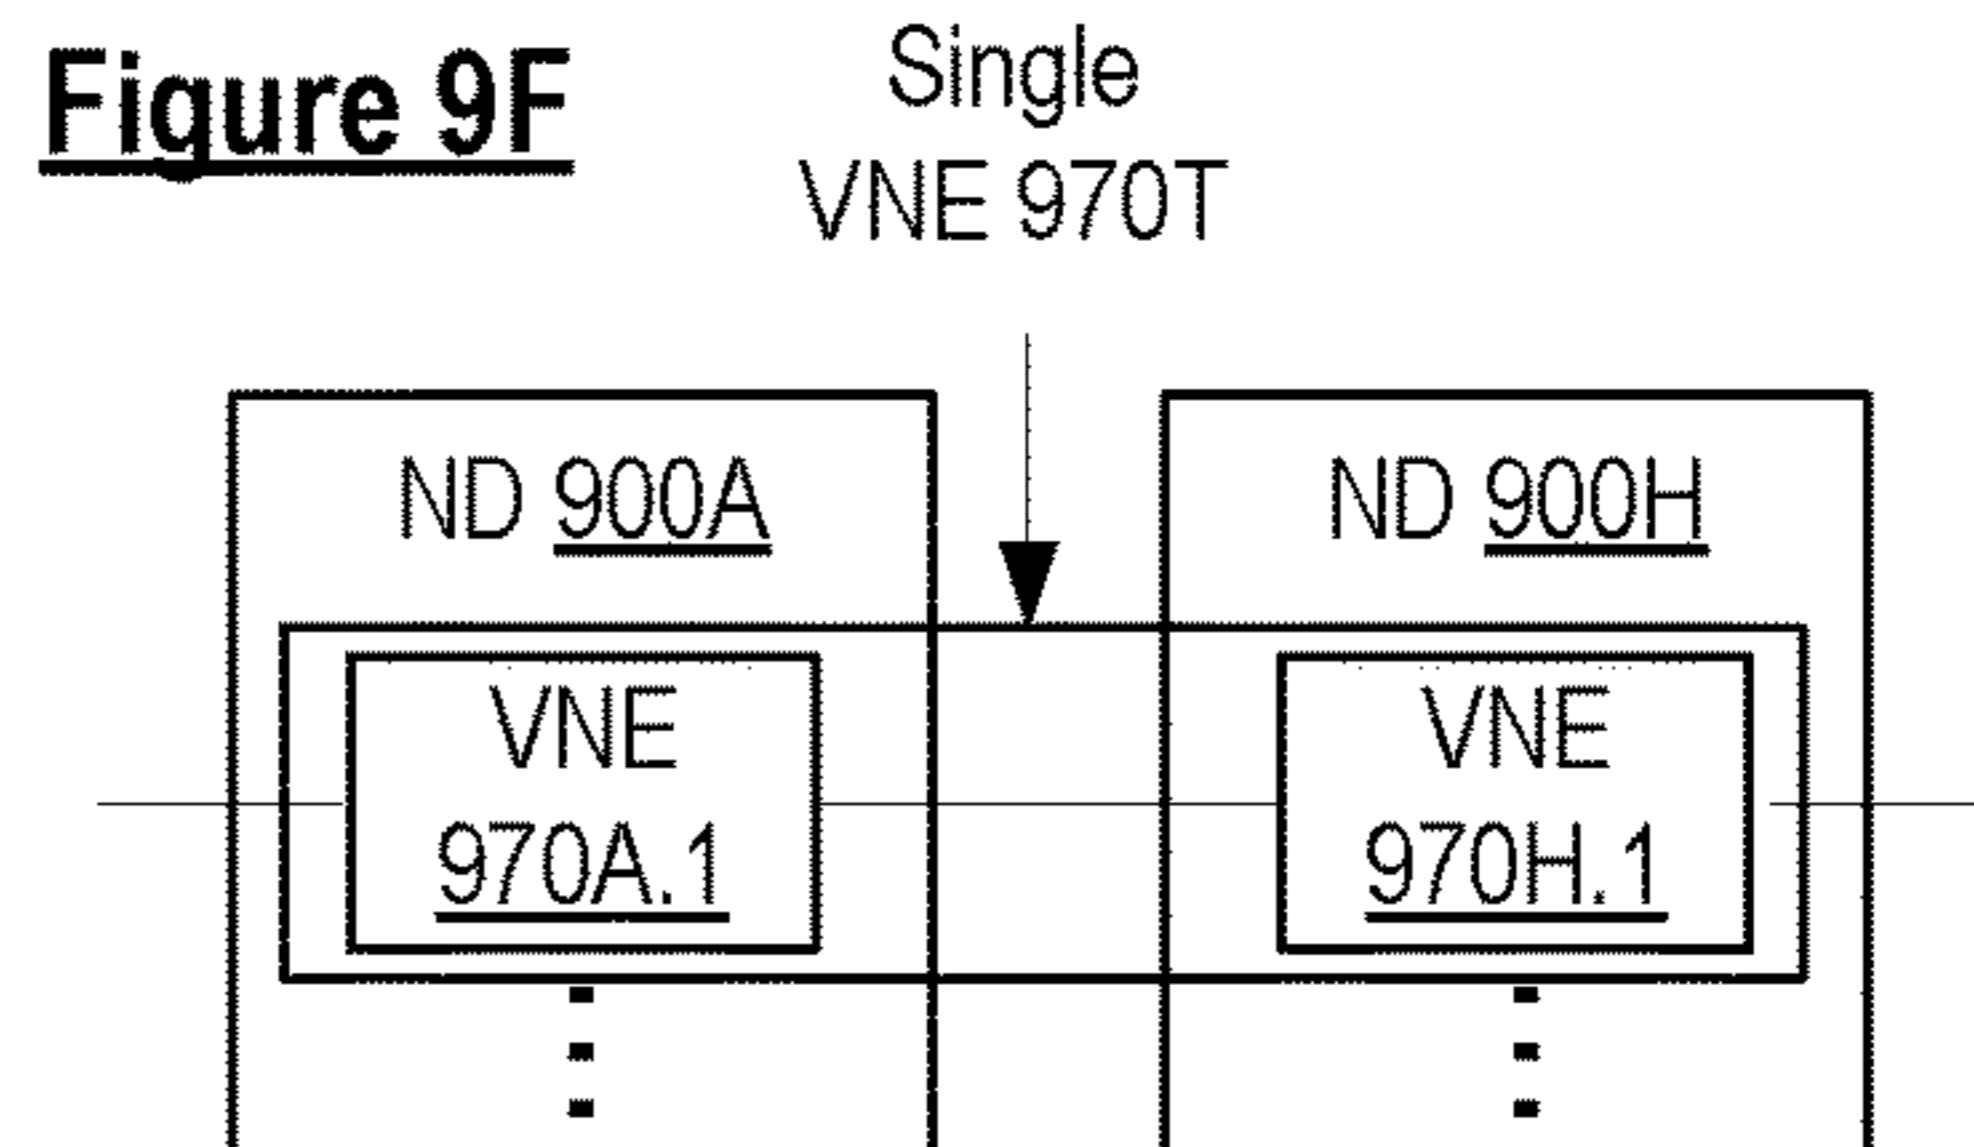 Figure 9F
Single
VNE 970T
ND 900A
ND 900H
VNE
970A.1
VNE
970H.1